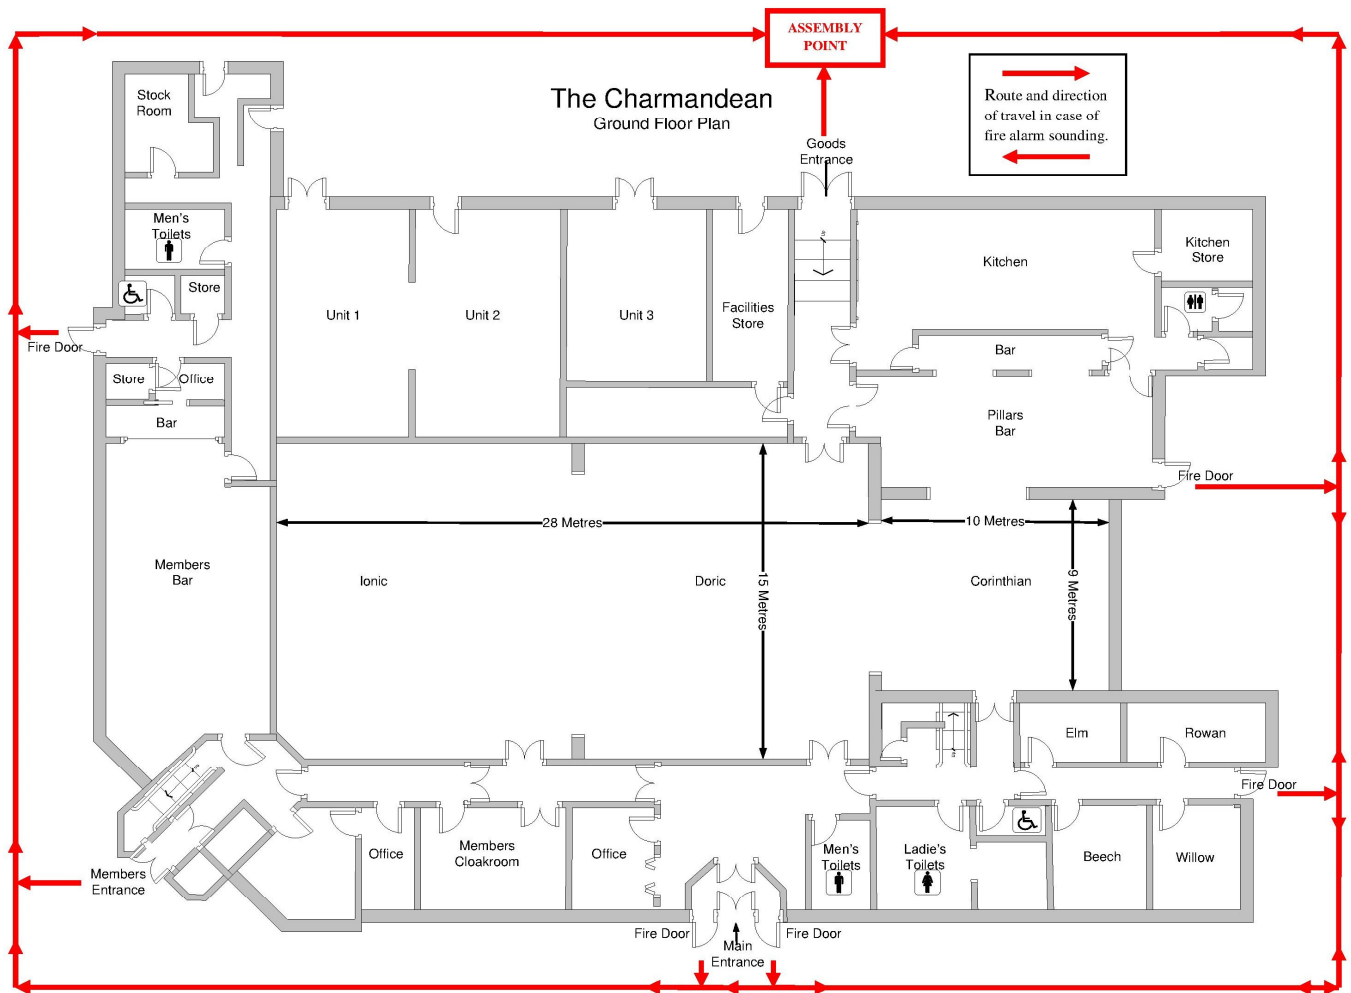 ASSEMBLY
POINT
The Charmandean
Ground Floor Plan
Route and direction
of travel in case of
fire alarm sounding.
Goods
Entrance
Stock
Room
Men's
Toilets
Store
Fire Door
Store
Office
Bar
Unit 1
Unit 2
Unit 3
Facilities
Store
Kitchen
Kitchen
Store
Bar
Pillars
Bar
Fire Door
28 Metres
10 Metres
15 Metres
9 Metres
Members
Bar
Ionic
Doric
Corinthian
Elm
Rowan
Fire Door
Members
Entrance
Office
Members
Cloakroom
Office
Men's
Toilets
Ladie's
Toilets
Beech
Willow
Fire Door
Fire Door
Main
Entrance